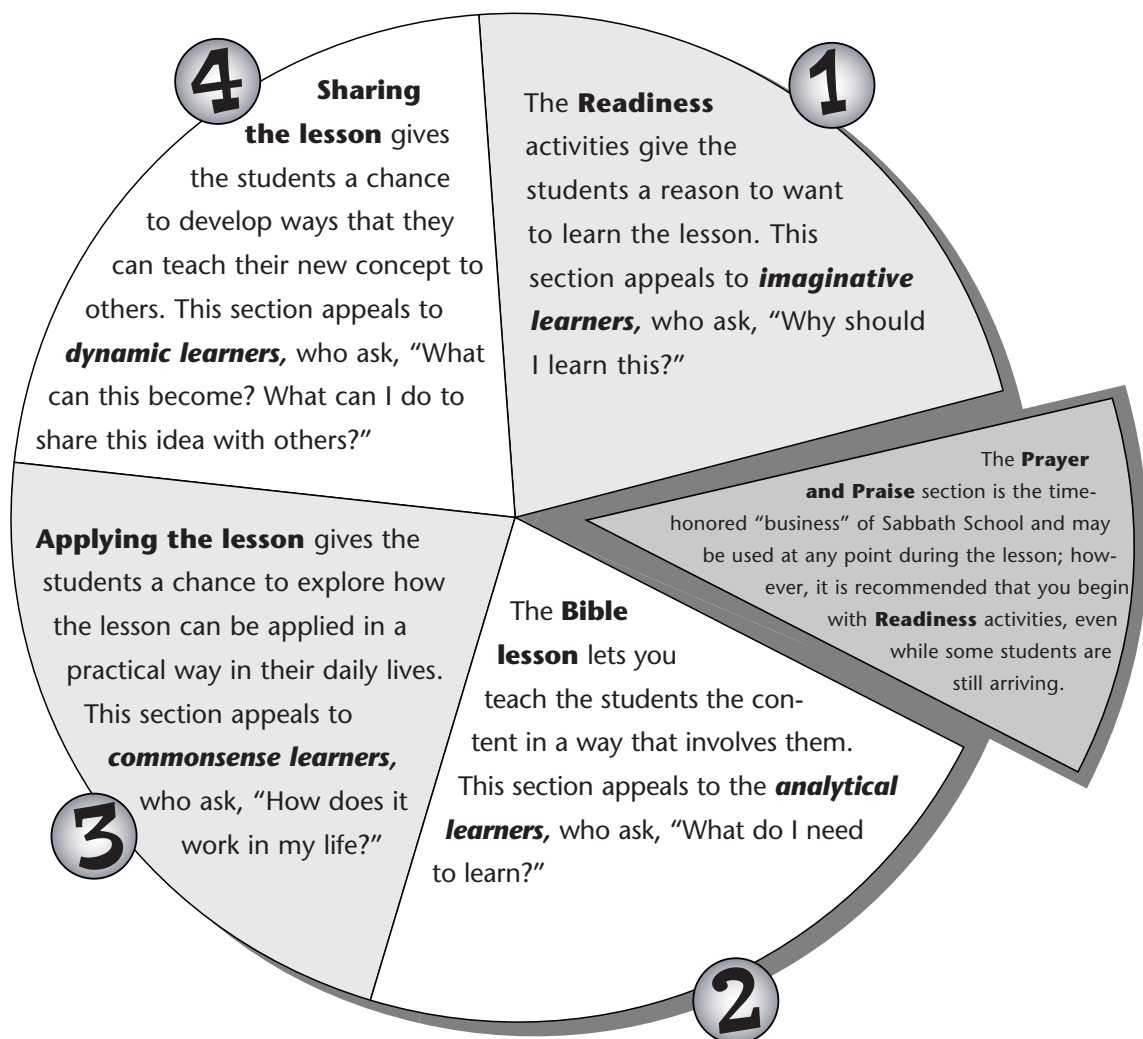 1
The Readiness
activities give the
students a reason to want
to learn the lesson. This
section appeals to imaginative
learners, who ask, “Why should
I learn this?”
The Prayer
and Praise section is the time-
honored “business” of Sabbath School and may
be used at any point during the lesson; how-
ever, it is recommended that you begin
with Readiness activities, even
while some students are
still arriving.
2
The Bible
lesson lets you
teach the students the con-
tent in a way that involves them.
This section appeals to the analytical
learners, who ask, “What do I need
to learn?”
3
Applying the lesson gives the
students a chance to explore how
the lesson can be applied in a
practical way in their daily lives.
This section appeals to
commonsense learners,
who ask, “How does it
work in my life?”
4
Sharing
the lesson gives
the students a chance
to develop ways that they
can teach their new concept to
others. This section appeals to
dynamic learners, who ask, “What
can this become? What can I do to
share this idea with others?”